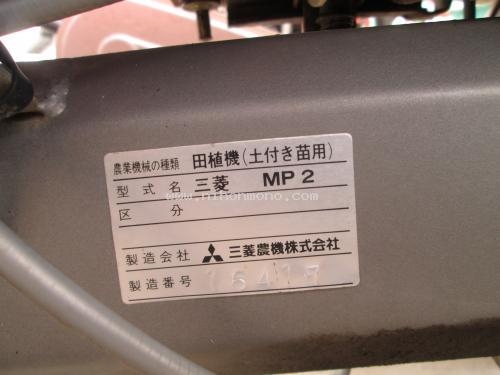 農業機械の種類 田植機(土付き苗用)
型式名 三菱 MP2
区分
www.nihonmono.com
製造会社 三菱農機株式会社
製造番号 15417